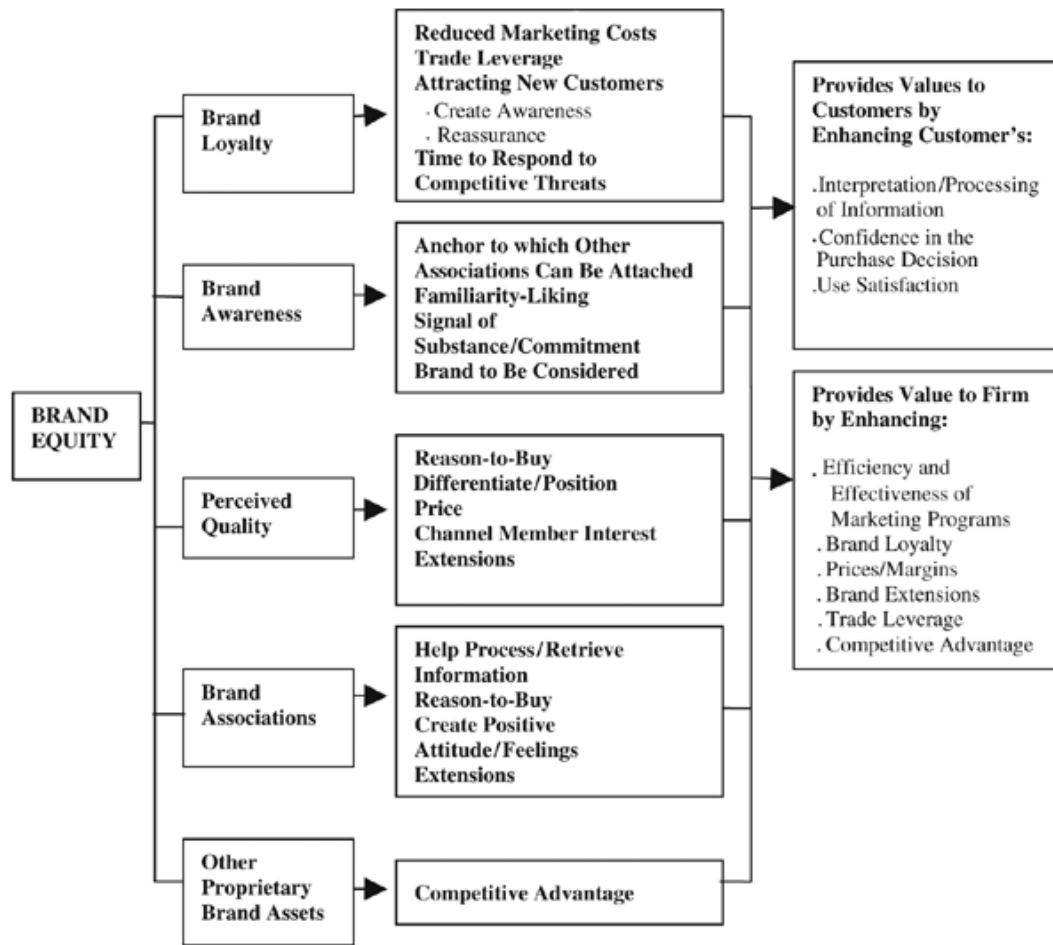 BRAND
EQUITY
Brand
Loyalty
Reduced Marketing Costs
Trade Leverage
Attracting New Customers
· Create Awareness
· Reassurance
Time to Respond to
Competitive Threats
Brand
Awareness
Anchor to which Other
Associations Can Be Attached
Familiarity-Liking
Signal of
Substance/Commitment
Brand to Be Considered
Perceived
Quality
Reason-to-Buy
Differentiate/Position
Price
Channel Member Interest
Extensions
Brand
Associations
Help Process/Retrieve
Information
Reason-to-Buy
Create Positive
Attitude/Feelings
Extensions
Other
Proprietary
Brand Assets
Competitive Advantage
Provides Values to
Customers by
Enhancing Customer's:
.Interpretation/Processing
of Information
·Confidence in the
Purchase Decision
.Use Satisfaction
Provides Value to Firm
by Enhancing:
. Efficiency and
Effectiveness of
Marketing Programs
. Brand Loyalty
. Prices/Margins
. Brand Extensions
. Trade Leverage
. Competitive Advantage